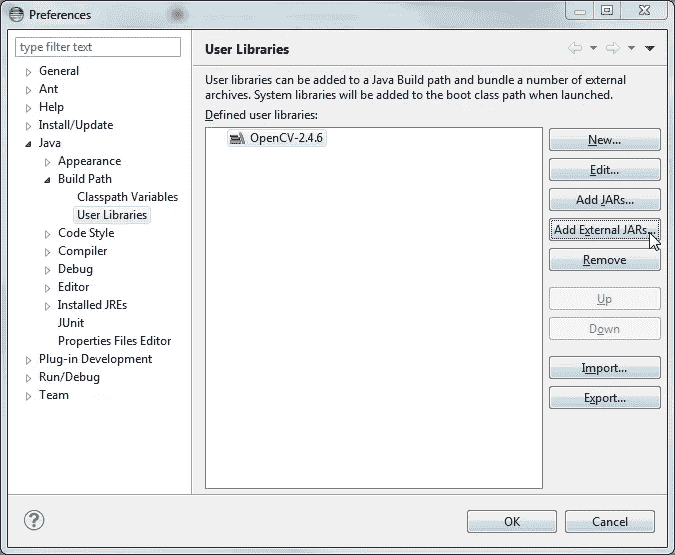 Preferences
type filter text
General
Ant
Help
Install/Update
Java
Appearance
Build Path
Classpath Variables
User Libraries
Code Style
Compiler
Debug
Editor
Installed JREs
JUnit
Properties Files Editor
Plug-in Development
Run/Debug
Team
User Libraries
User libraries can be added to a Java Build path and bundle a number of external
archives. System libraries will be added to the boot class path when launched.
Defined user libraries:
OpenCV-2.4.6
New...
Edit...
Add JARs...
Add External JARs...
Remove
Up
Down
Import...
Export...
?
OK
Cancel